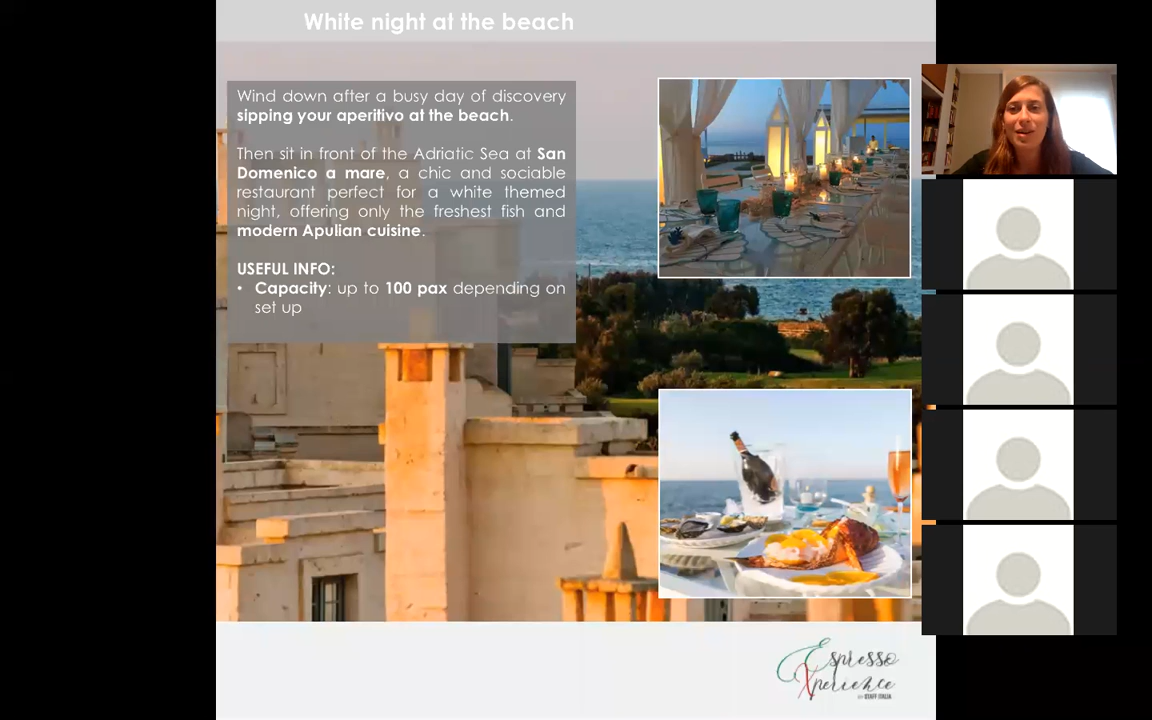 White night at the beach
Wind down after a busy day of discovery
sipping your aperitivo at the beach.
Then sit in front of the Adriatic Sea at San
Domenico a mare, a chic and sociable
restaurant perfect for a white themed
night, offering only the freshest fish and
modern Apulian cuisine.
USEFUL INFO:
• Capacity: up to 100 pax depending on
set up
Espresso
Xperience
BY STAFF ITALIA